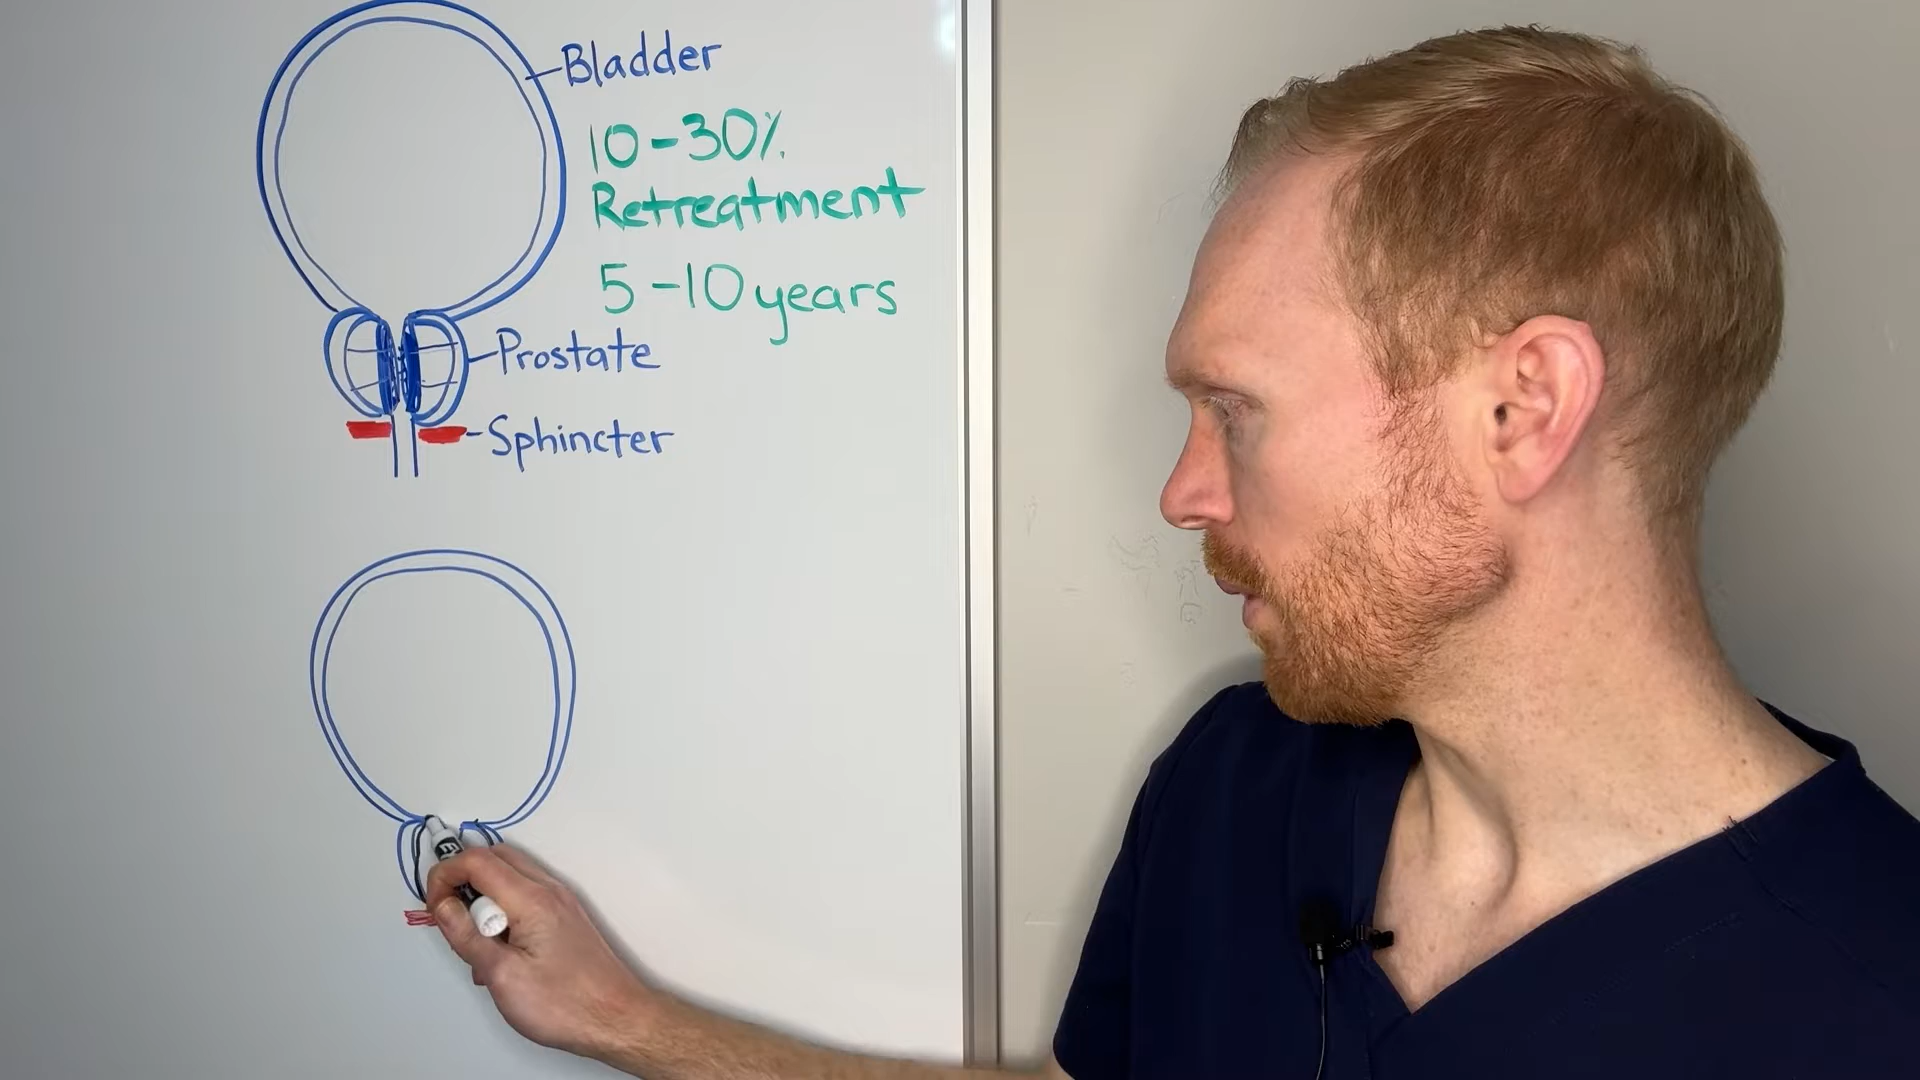 Bladder
10-30%
Retreatment
5-10 years
Prostate
Sphincter